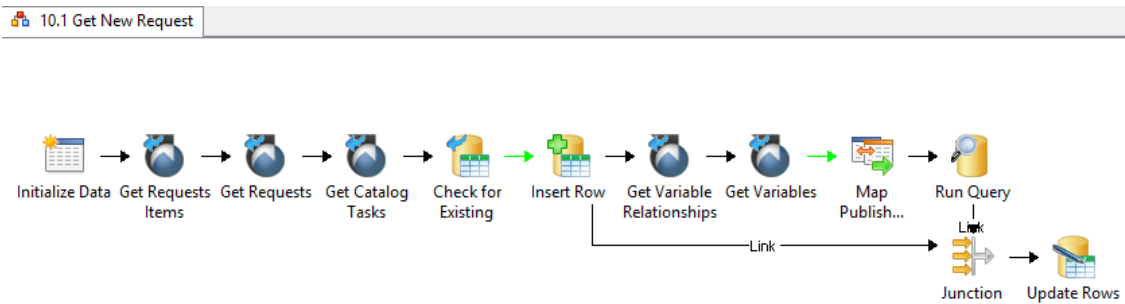 10.1 Get New Request
Initialize Data
Get Requests
Items
Get Requests
Get Catalog
Tasks
Check for
Existing
Insert Row
Get Variable
Relationships
Get Variables
Map
Publish...
Run Query
Link
Link
Junction
Update Rows